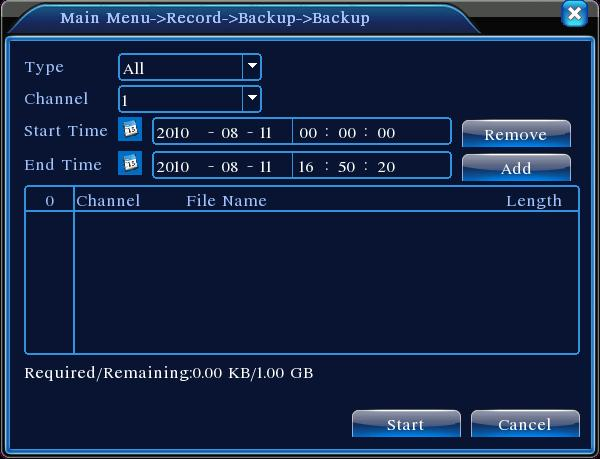 Main Menu->Record->Backup->Backup
Type All
Channel 1
Start Time 15 2010 - 08 - 11 00 : 00 : 00 Remove
End Time 15 2010 - 08 - 11 16 : 50 : 20 Add
0 Channel File Name Length
Required/Remaining:0.00 KB/1.00 GB
Start Cancel